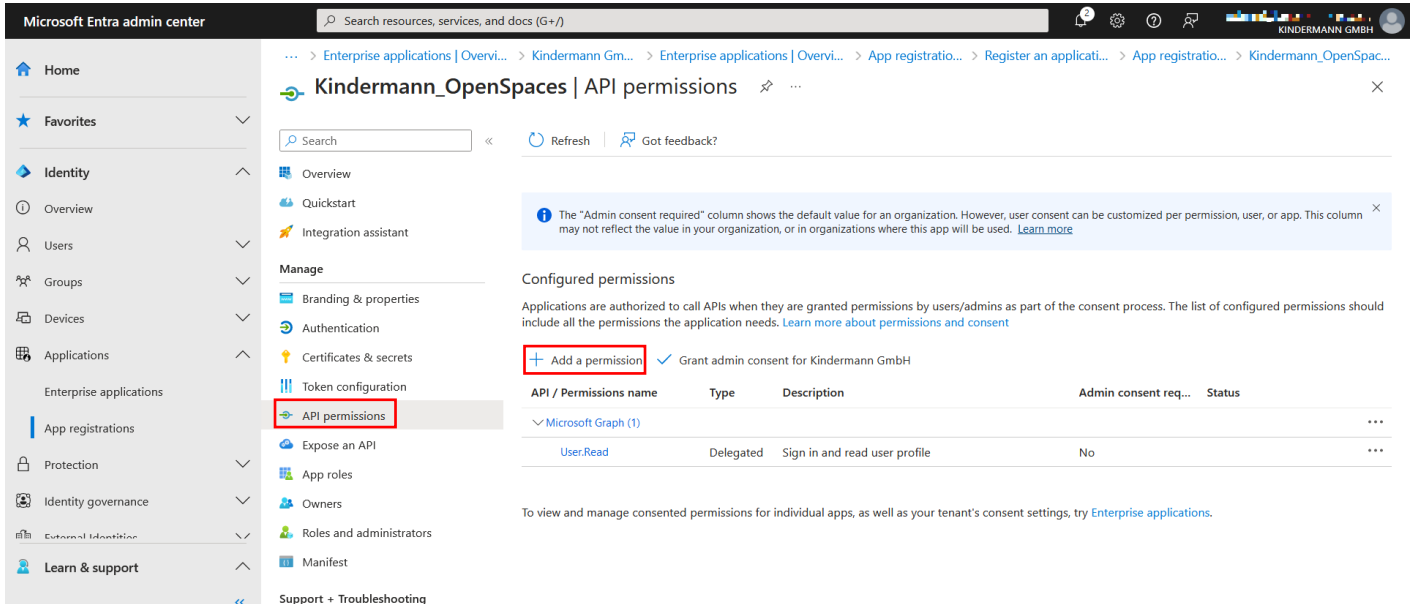 Microsoft Entra admin center
Search resources, services, and docs (G+/)
2
KINDERMANN GMBH
Home
Favorites
Identity
Overview
Users
Groups
Devices
Applications
Enterprise applications
App registrations
Protection
Identity governance
External Identities
Learn & support
«
... > Enterprise applications | Overvi... > Kindermann Gm... > Enterprise applications | Overvi... > App registratio... > Register an applicati... > App registratio... > Kindermann_OpenSpac...
Kindermann_OpenSpaces | API permissions ...
Search «
Overview
Quickstart
Integration assistant
Manage
Branding & properties
Authentication
Certificates & secrets
Token configuration
API permissions
Expose an API
App roles
Owners
Roles and administrators
Manifest
Support + Troubleshooting
Refresh Got feedback?
The "Admin consent required" column shows the default value for an organization. However, user consent can be customized per permission, user, or app. This column
may not reflect the value in your organization, or in organizations where this app will be used. Learn more
Configured permissions
Applications are authorized to call APIs when they are granted permissions by users/admins as part of the consent process. The list of configured permissions should
include all the permissions the application needs. Learn more about permissions and consent
Add a permission Grant admin consent for Kindermann GmbH
API / Permissions name Type Description Admin consent req... Status
Microsoft Graph (1) ...
User.Read Delegated Sign in and read user profile No ...
To view and manage consented permissions for individual apps, as well as your tenant's consent settings, try Enterprise applications.